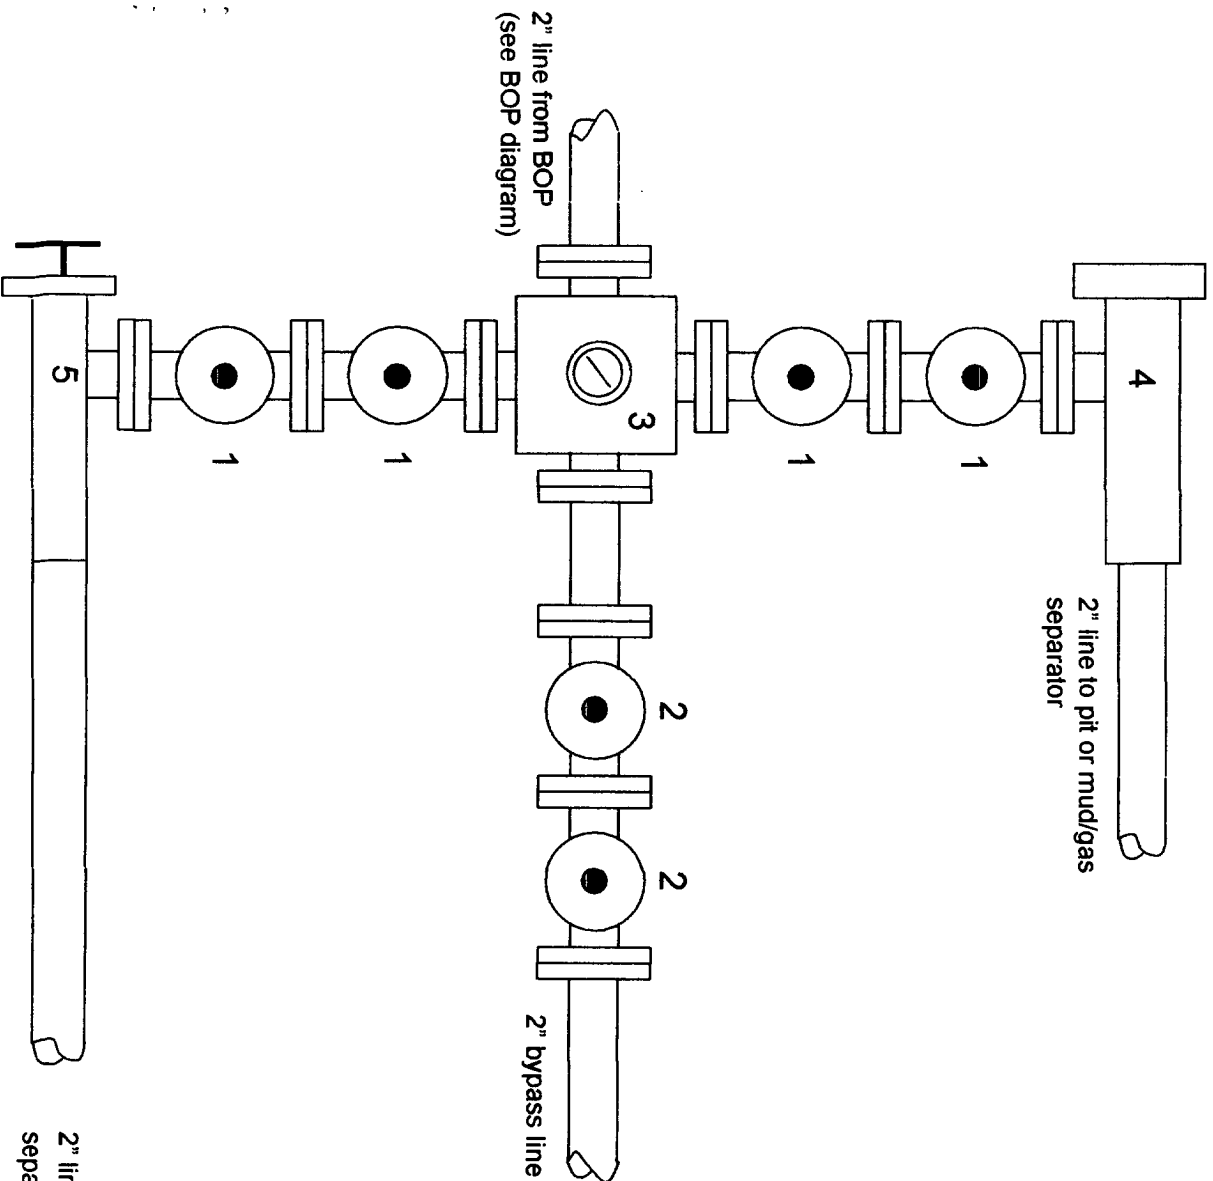 2" line from BOP
(see BOP diagram)
4
2" line to pit or mud/gas
separator
1
1
3
1
1
5
2
2
2" bypass line
2"